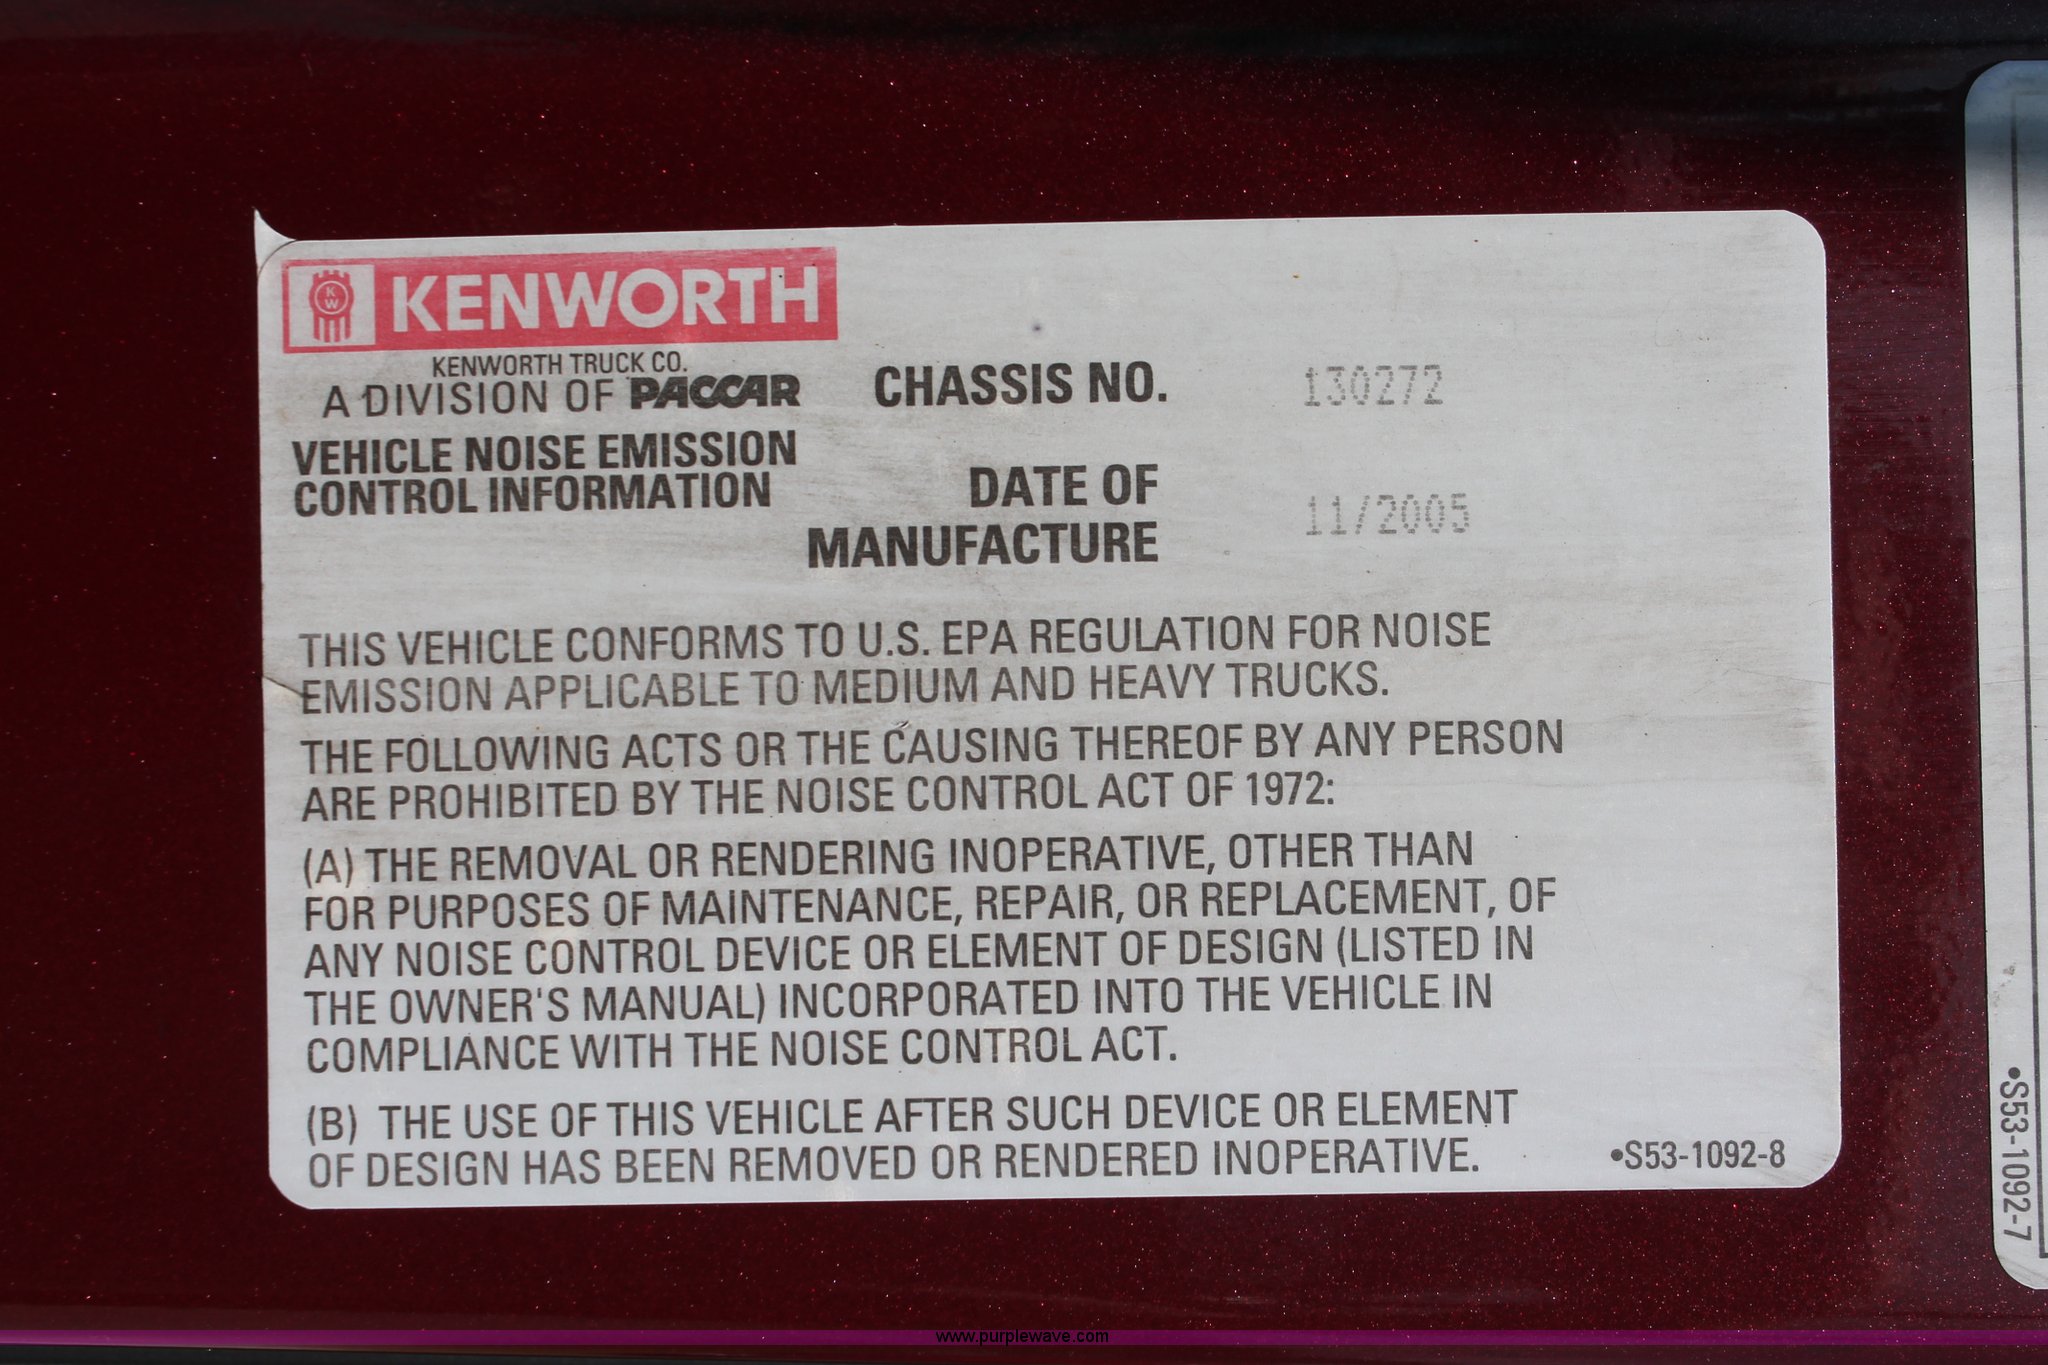 KENWORTH
KW
KENWORTH TRUCK CO.
A DIVISION OF PACCAR
VEHICLE NOISE EMISSION
CONTROL INFORMATION
CHASSIS NO. 130272
DATE OF
MANUFACTURE 11/2005
THIS VEHICLE CONFORMS TO U.S. EPA REGULATION FOR NOISE
EMISSION APPLICABLE TO MEDIUM AND HEAVY TRUCKS.
THE FOLLOWING ACTS OR THE CAUSING THEREOF BY ANY PERSON
ARE PROHIBITED BY THE NOISE CONTROL ACT OF 1972:
(A) THE REMOVAL OR RENDERING INOPERATIVE, OTHER THAN
FOR PURPOSES OF MAINTENANCE, REPAIR, OR REPLACEMENT, OF
ANY NOISE CONTROL DEVICE OR ELEMENT OF DESIGN (LISTED IN
THE OWNER'S MANUAL) INCORPORATED INTO THE VEHICLE IN
COMPLIANCE WITH THE NOISE CONTROL ACT.
(B) THE USE OF THIS VEHICLE AFTER SUCH DEVICE OR ELEMENT
OF DESIGN HAS BEEN REMOVED OR RENDERED INOPERATIVE.
•S53-1092-8
•S53-1092-7
www.purplewave.com